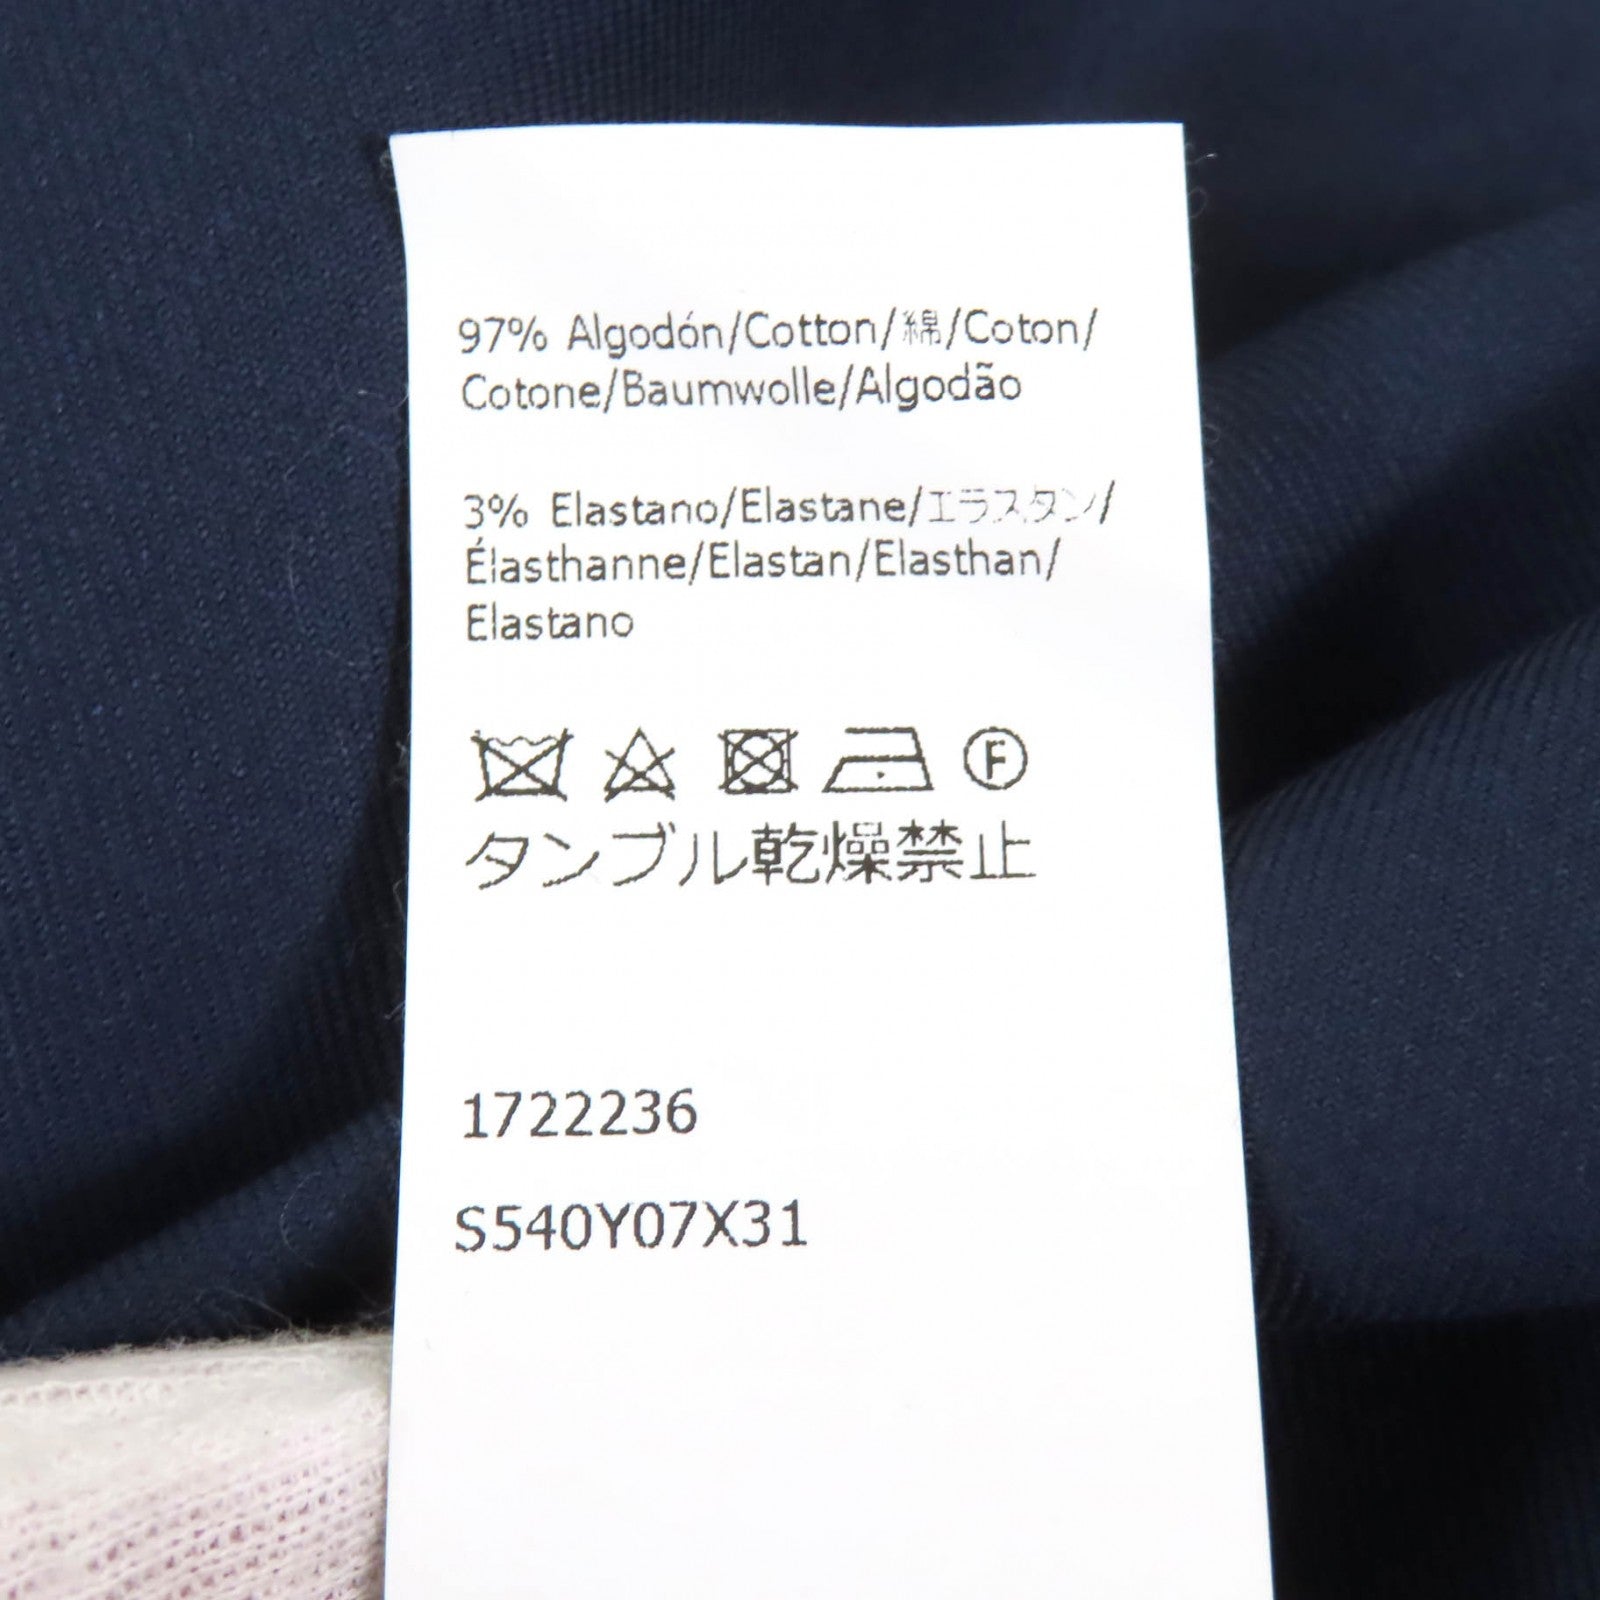 97% Algodón/Cotton/綿/Coton/
Cotone/Baumwolle/Algodão
3% Elastano/Elastane/エラスタン/
Élasthanne/Elastan/Elasthan/
Elastano
F
タンブル乾燥禁止
1722236
S540Y07X31